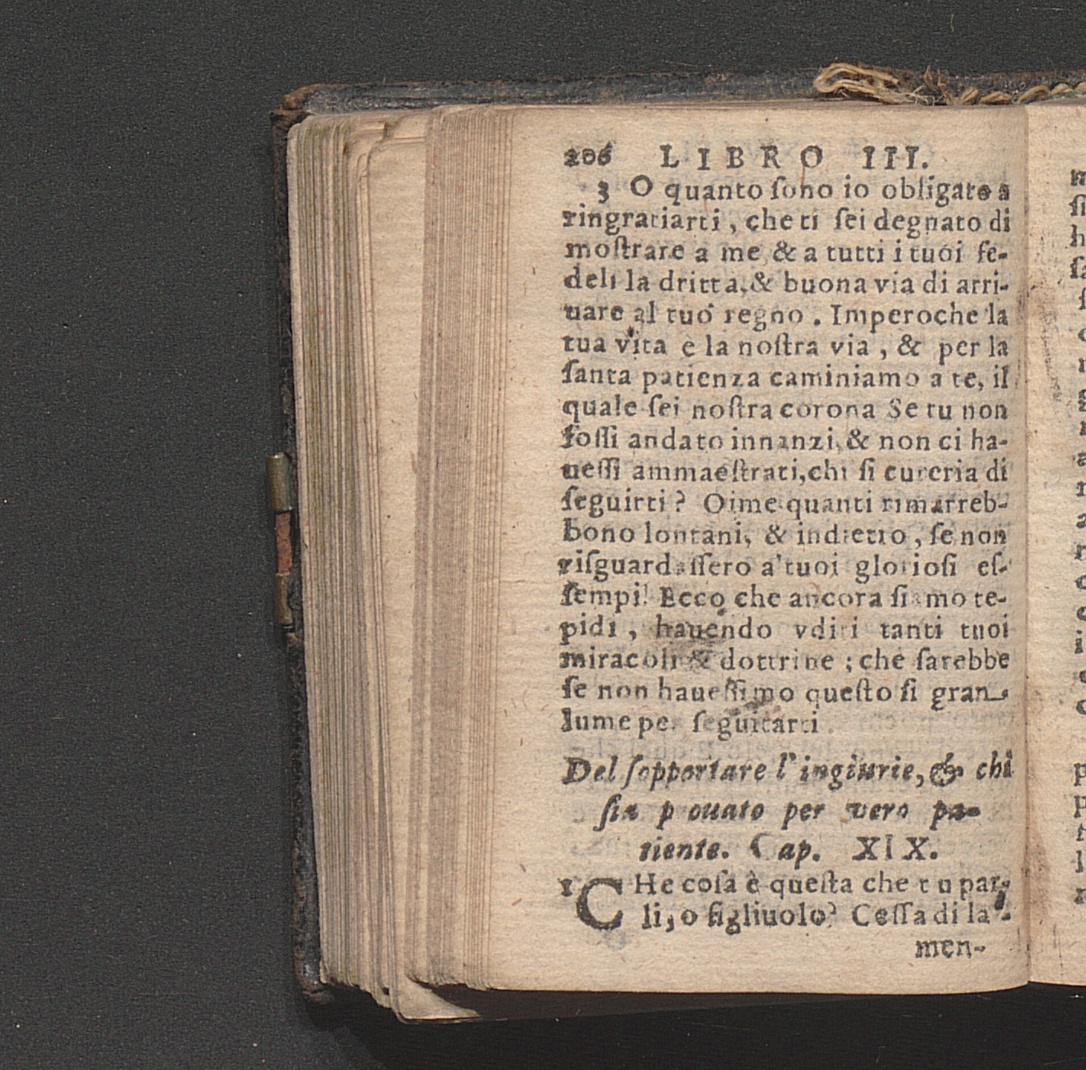 206 LIBRO III.
3 O quanto ſono io obligato a
ringratiarti, che ti ſei degnato di
moſtrare a me & a tutti i tuoi fe-
deli la dritta, & buona via di arri-
uare al tuo regno. Imperoche la
tua vita e la noſtra via, & per la
ſanta patienza caminiamo a te, il
quale ſei noſtra corona Se tu non
foſſi andato innanzi, & non ci ha-
ueſſi ammaeſtrati, chi ſi cureria di
ſeguirti? Oime quanti rimarreb-
bono lontani, & indietro, ſe non
riſguardaſſero a' tuoi glorioſi eſ-
ſempi! Ecco che ancora ſiamo te-
pidi, hauendo vditi tanti tuoi
miracoli & dottrine; che ſarebbe
ſe non haueſſimo queſto ſi gran
lume per ſeguitarti.
Del ſopportare l'ingiurie, & chi
ſia p ouato per vero pa-
tiente. Cap. XIX.
1 CHe coſa è queſta che tu par-
li, o figliuolo? Ceſſa di la-
men-